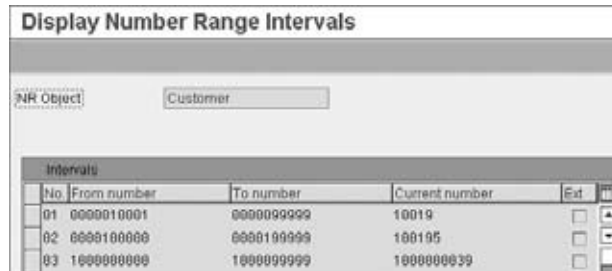 Display Number Range Intervals
NR Object Customer
Intervals
No. From number To number Current number Ext
01 0000010001 0000099999 10019
02 0000100000 0000199999 100195
03 1000000000 1000099999 1000000039